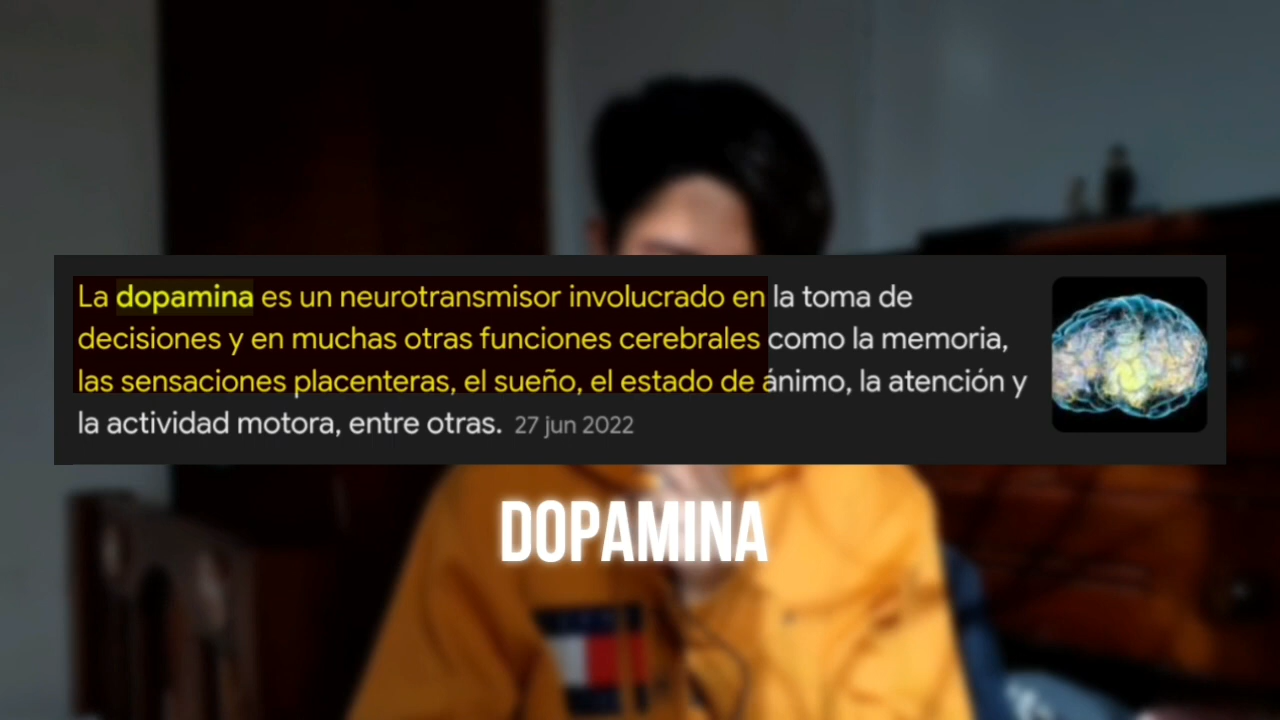 La dopamina es un neurotransmisor involucrado en la toma de
decisiones y en muchas otras funciones cerebrales como la memoria,
las sensaciones placenteras, el sueño, el estado de ánimo, la atención y
la actividad motora, entre otras. 27 jun 2022
DOPAMINA